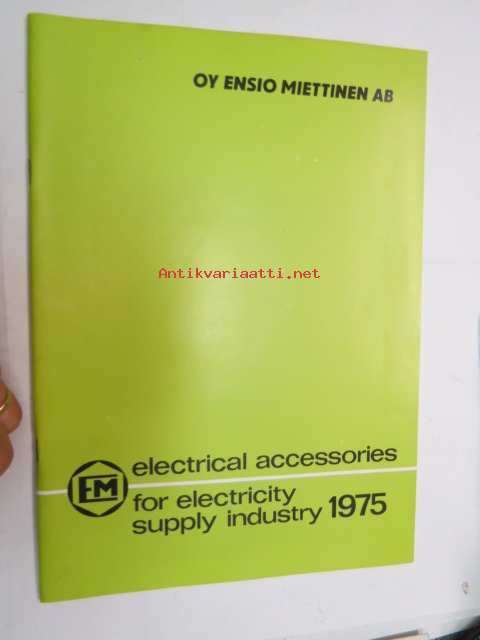 OY ENSIO MIETTINEN AB
Antikvariaatti.net
electrical accessories
EM
for electricity
supply industry 1975